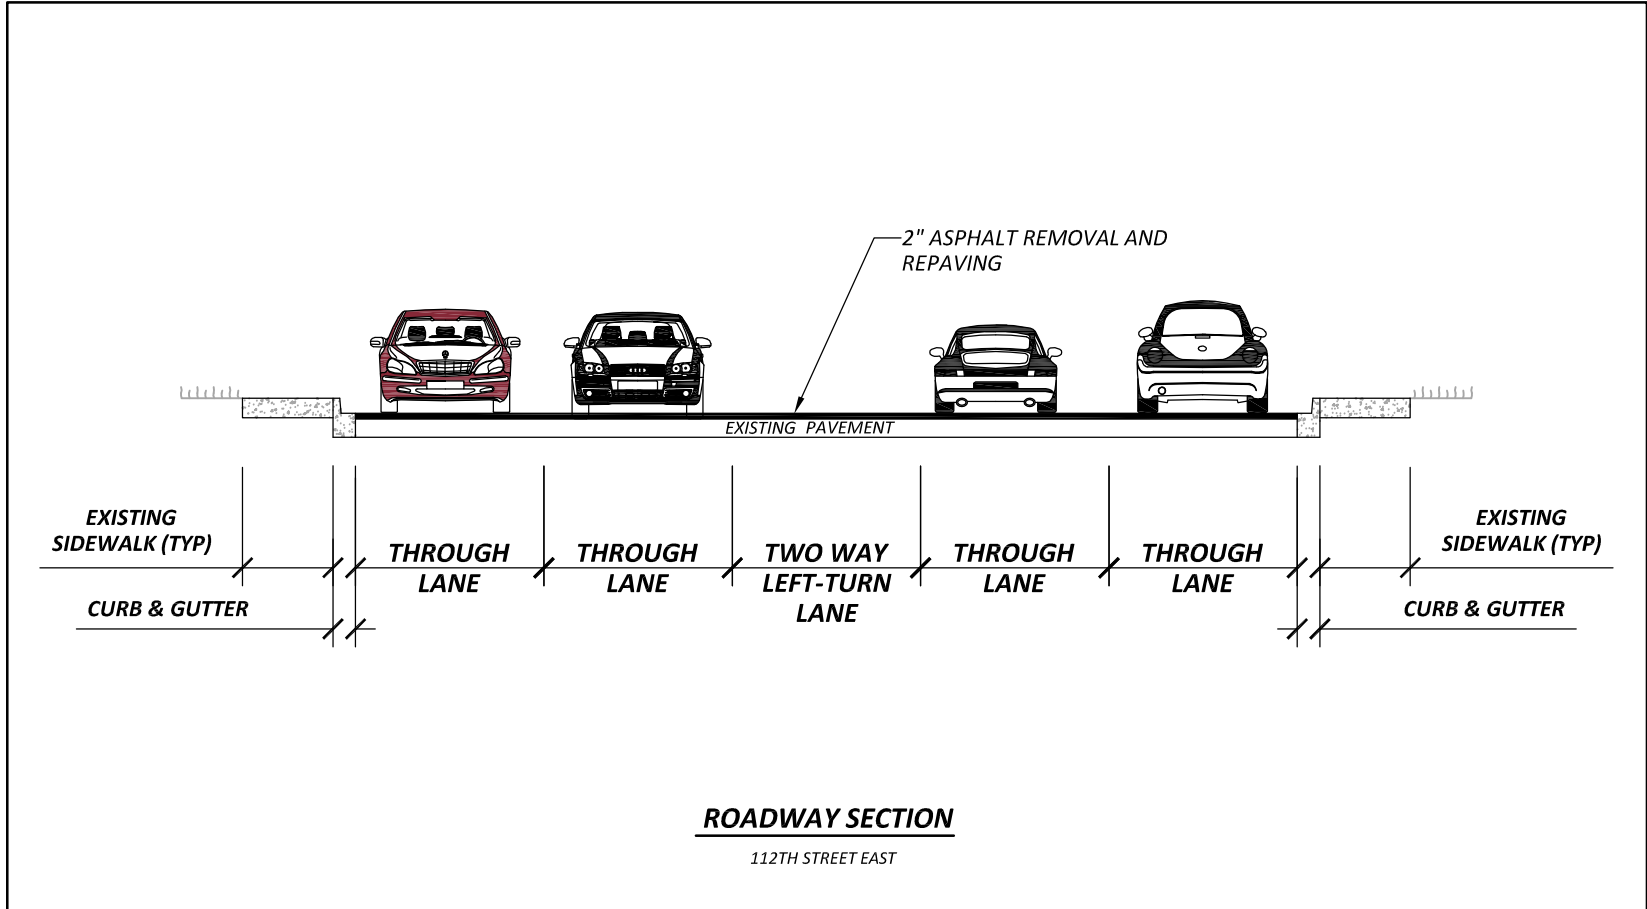 2" ASPHALT REMOVAL AND
REPAVING
EXISTING PAVEMENT
EXISTING
SIDEWALK (TYP)
THROUGH
LANE
THROUGH
LANE
TWO WAY
LEFT-TURN
LANE
THROUGH
LANE
THROUGH
LANE
EXISTING
SIDEWALK (TYP)
CURB & GUTTER
CURB & GUTTER
ROADWAY SECTION
112TH STREET EAST